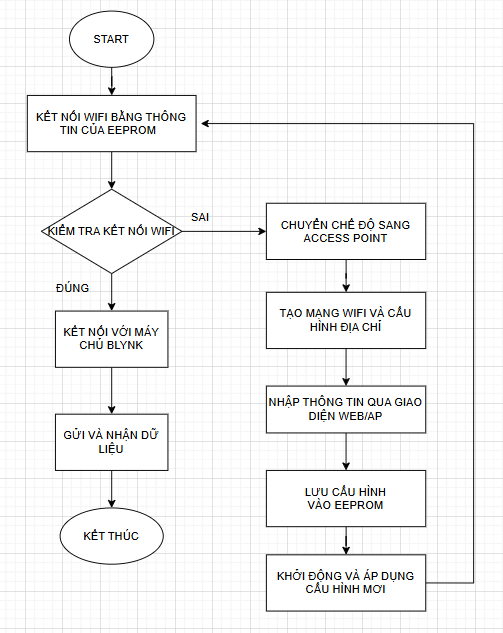 START
KẾT NỐI WIFI BẰNG THÔNG
TIN CỦA EEPROM
KIỂM TRA KẾT NỐI WIFI
SAI
CHUYỂN CHẾ ĐỘ SANG
ACCESS POINT
ĐÚNG
TẠO MẠNG WIFI VÀ CẤU
HÌNH ĐỊA CHỈ
KẾT NỐI VỚI MÁY
CHỦ BLYNK
NHẬP THÔNG TIN QUA GIAO
DIỆN WEB/AP
GỬI VÀ NHẬN DỮ
LIỆU
LƯU CẤU HÌNH
VÀO EEPROM
KẾT THÚC
KHỞI ĐỘNG VÀ ÁP DỤNG
CẤU HÌNH MƠI